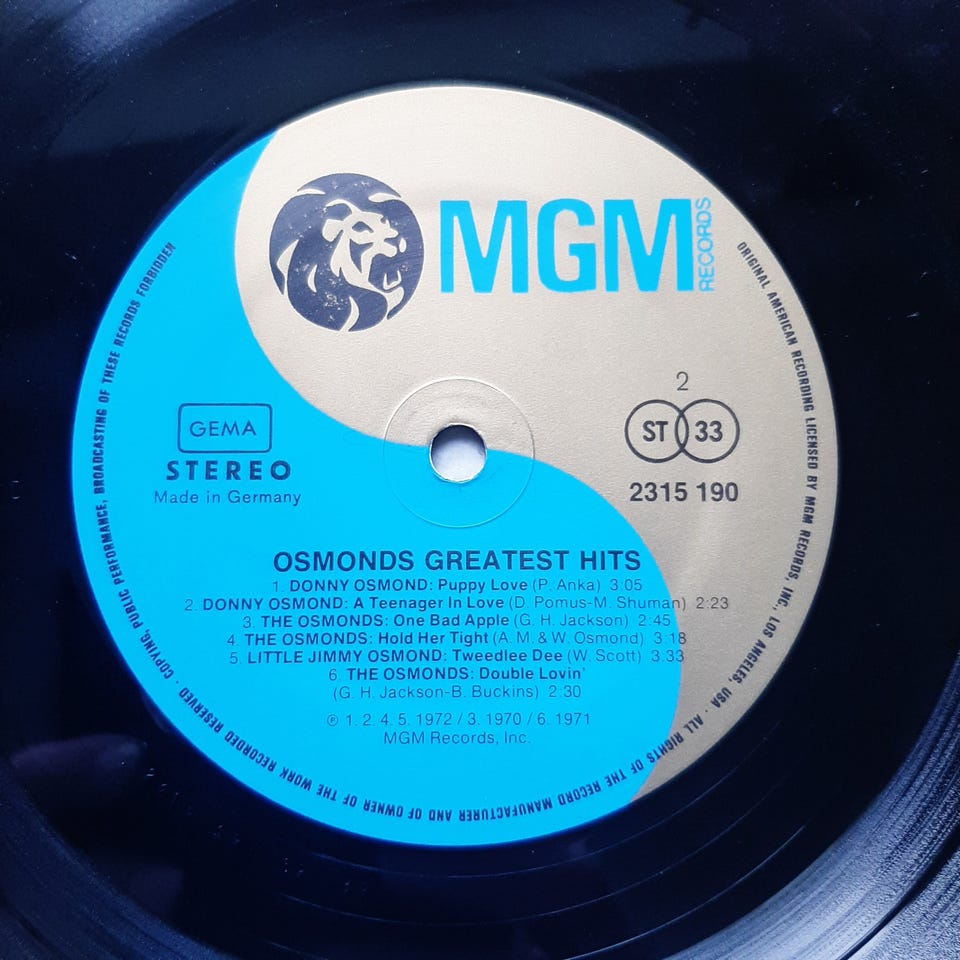 MGM RECORDS
2
ST 33
2315 190
GEMA
STEREO
Made in Germany
OSMONDS GREATEST HITS
1. DONNY OSMOND: Puppy Love (P. Anka) 3:05
2. DONNY OSMOND: A Teenager In Love (D. Pomus-M. Shuman) 2:23
3. THE OSMONDS: One Bad Apple (G. H. Jackson) 2:45
4. THE OSMONDS: Hold Her Tight (A. M. & W. Osmond) 3:18
5. LITTLE JIMMY OSMOND: Tweedlee Dee (W. Scott) 3:33
6. THE OSMONDS: Double Lovin'
(G. H. Jackson-B. Buckins) 2:30
℗ 1. 2. 4. 5. 1972 / 3. 1970 / 6. 1971
MGM Records, Inc.
ORIGINAL AMERICAN RECORDING LICENSED BY MGM RECORDS, INC., LOS ANGELES, USA · ALL RIGHTS OF THE RECORD MANUFACTURER AND OF OWNER OF THE WORK RECORDED RESERVED · COPYING, PUBLIC PERFORMANCE, BROADCASTING OF THESE RECORDS FORBIDDEN